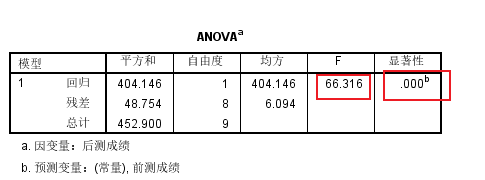 ANOVAa
模型 平方和 自由度 均方 F 显著性
1 回归 404.146 1 404.146 66.316 .000b
残差 48.754 8 6.094
总计 452.900 9
a. 因变量：后测成绩
b. 预测变量：(常量), 前测成绩